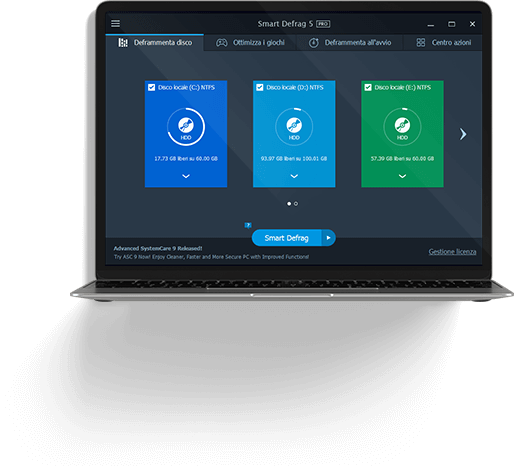 Smart Defrag 5 PRO
Deframmenta disco
Ottimizza i giochi
Deframmenta all'avvio
Centro azioni
Disco locale (C:) NTFS
HDD
17.73 GB liberi su 60.00 GB
Disco locale (D:) NTFS
HDD
93.97 GB liberi su 100.01 GB
Disco locale (E:) NTFS
HDD
57.39 GB liberi su 60.00 GB
?
Smart Defrag
Advanced SystemCare 9 Released!
Try ASC 9 Now! Enjoy Cleaner, Faster and More Secure PC with Improved Functions!
Gestione licenza